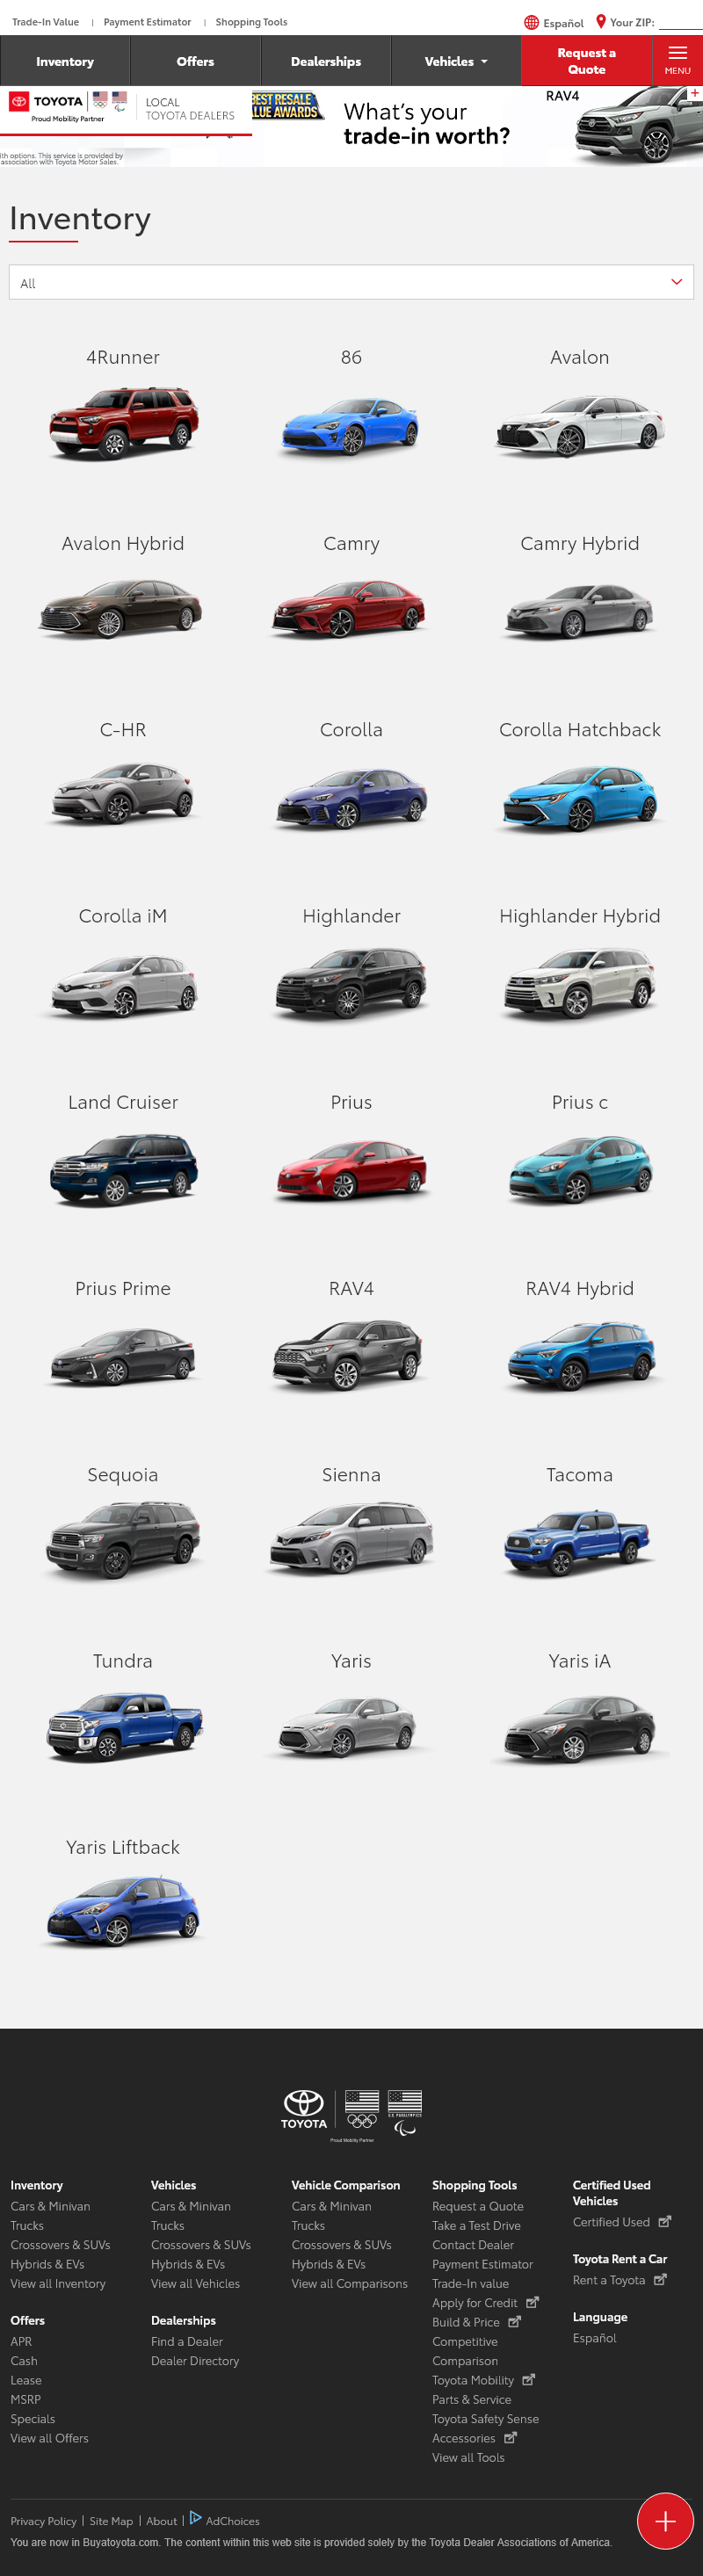 Trade-In Value | Payment Estimator | Shopping Tools
Español Your ZIP:
Inventory Offers Dealerships Vehicles Request a Quote MENU
TOYOTA LOCAL
TOYOTA DEALERS
Proud Mobility Partner
BEST RESALE
VALUE AWARDS
What's your
trade-in worth?
RAV4
ith options. This service is provided by
association with Toyota Motor Sales.
Inventory
All
4Runner 86 Avalon
Avalon Hybrid Camry Camry Hybrid
C-HR Corolla Corolla Hatchback
Corolla iM Highlander Highlander Hybrid
Land Cruiser Prius Prius c
Prius Prime RAV4 RAV4 Hybrid
Sequoia Sienna Tacoma
Tundra Yaris Yaris iA
Yaris Liftback
TOYOTA U.S. PARALYMPICS
Proud Mobility Partner
Inventory
Cars & Minivan
Trucks
Crossovers & SUVs
Hybrids & EVs
View all Inventory
Offers
APR
Cash
Lease
MSRP
Specials
View all Offers
Vehicles
Cars & Minivan
Trucks
Crossovers & SUVs
Hybrids & EVs
View all Vehicles
Dealerships
Find a Dealer
Dealer Directory
Vehicle Comparison
Cars & Minivan
Trucks
Crossovers & SUVs
Hybrids & EVs
View all Comparisons
Shopping Tools
Request a Quote
Take a Test Drive
Contact Dealer
Payment Estimator
Trade-In value
Apply for Credit
Build & Price
Competitive
Comparison
Toyota Mobility
Parts & Service
Toyota Safety Sense
Accessories
View all Tools
Certified Used
Vehicles
Certified Used
Toyota Rent a Car
Rent a Toyota
Language
Español
Privacy Policy | Site Map | About | AdChoices
You are now in Buyatoyota.com. The content within this web site is provided solely by the Toyota Dealer Associations of America.